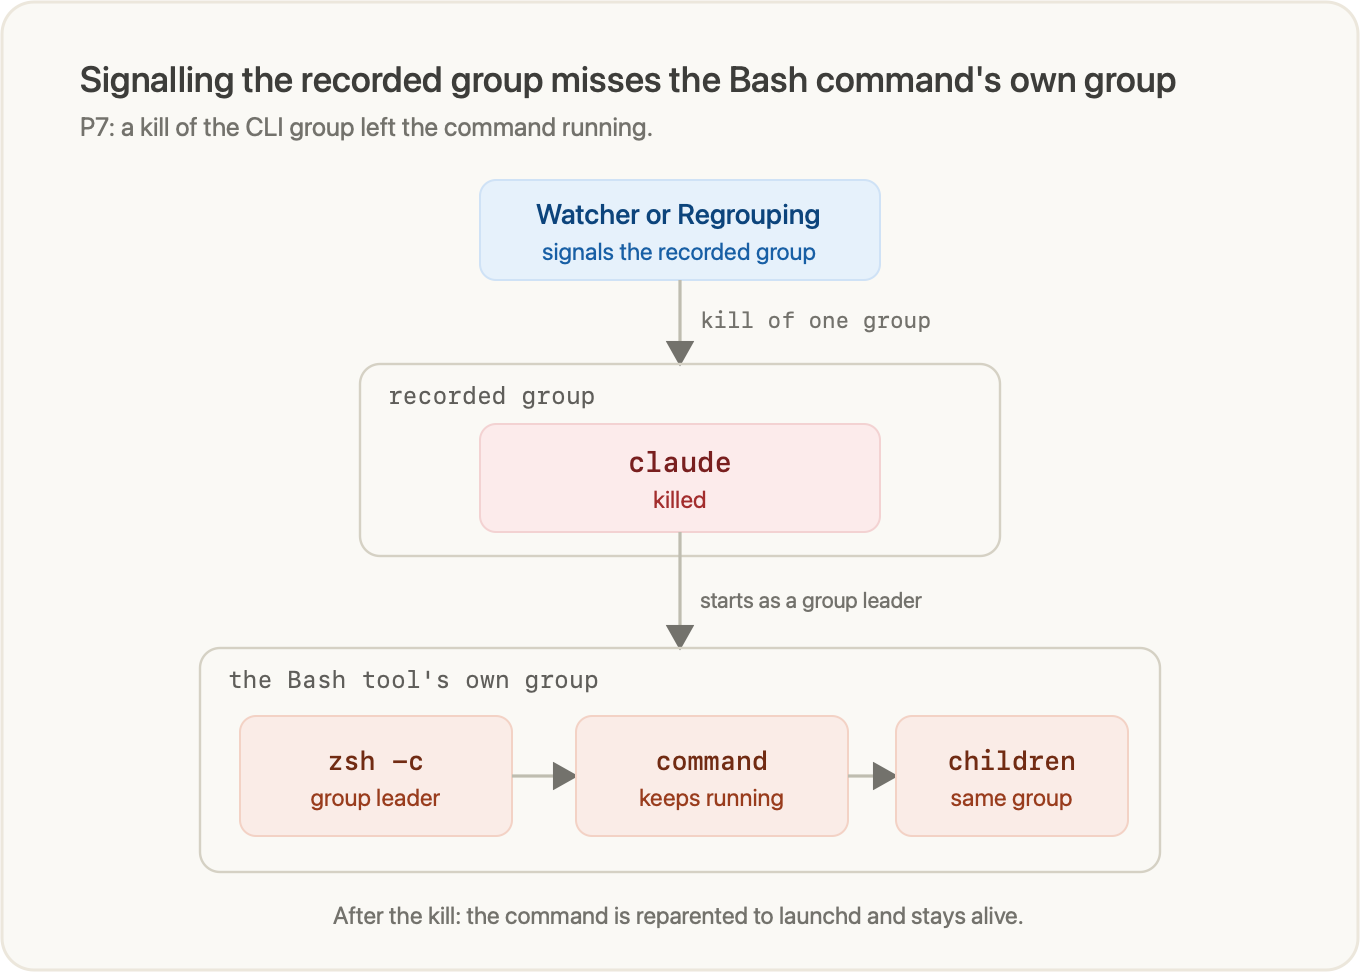 Signalling the recorded group misses the Bash command's own group
P7: a kill of the CLI group left the command running.
Watcher or Regrouping
signals the recorded group
kill of one group
recorded group
claude
killed
starts as a group leader
the Bash tool's own group
zsh –c
group leader
command
keeps running
children
same group
After the kill: the command is reparented to launchd and stays alive.